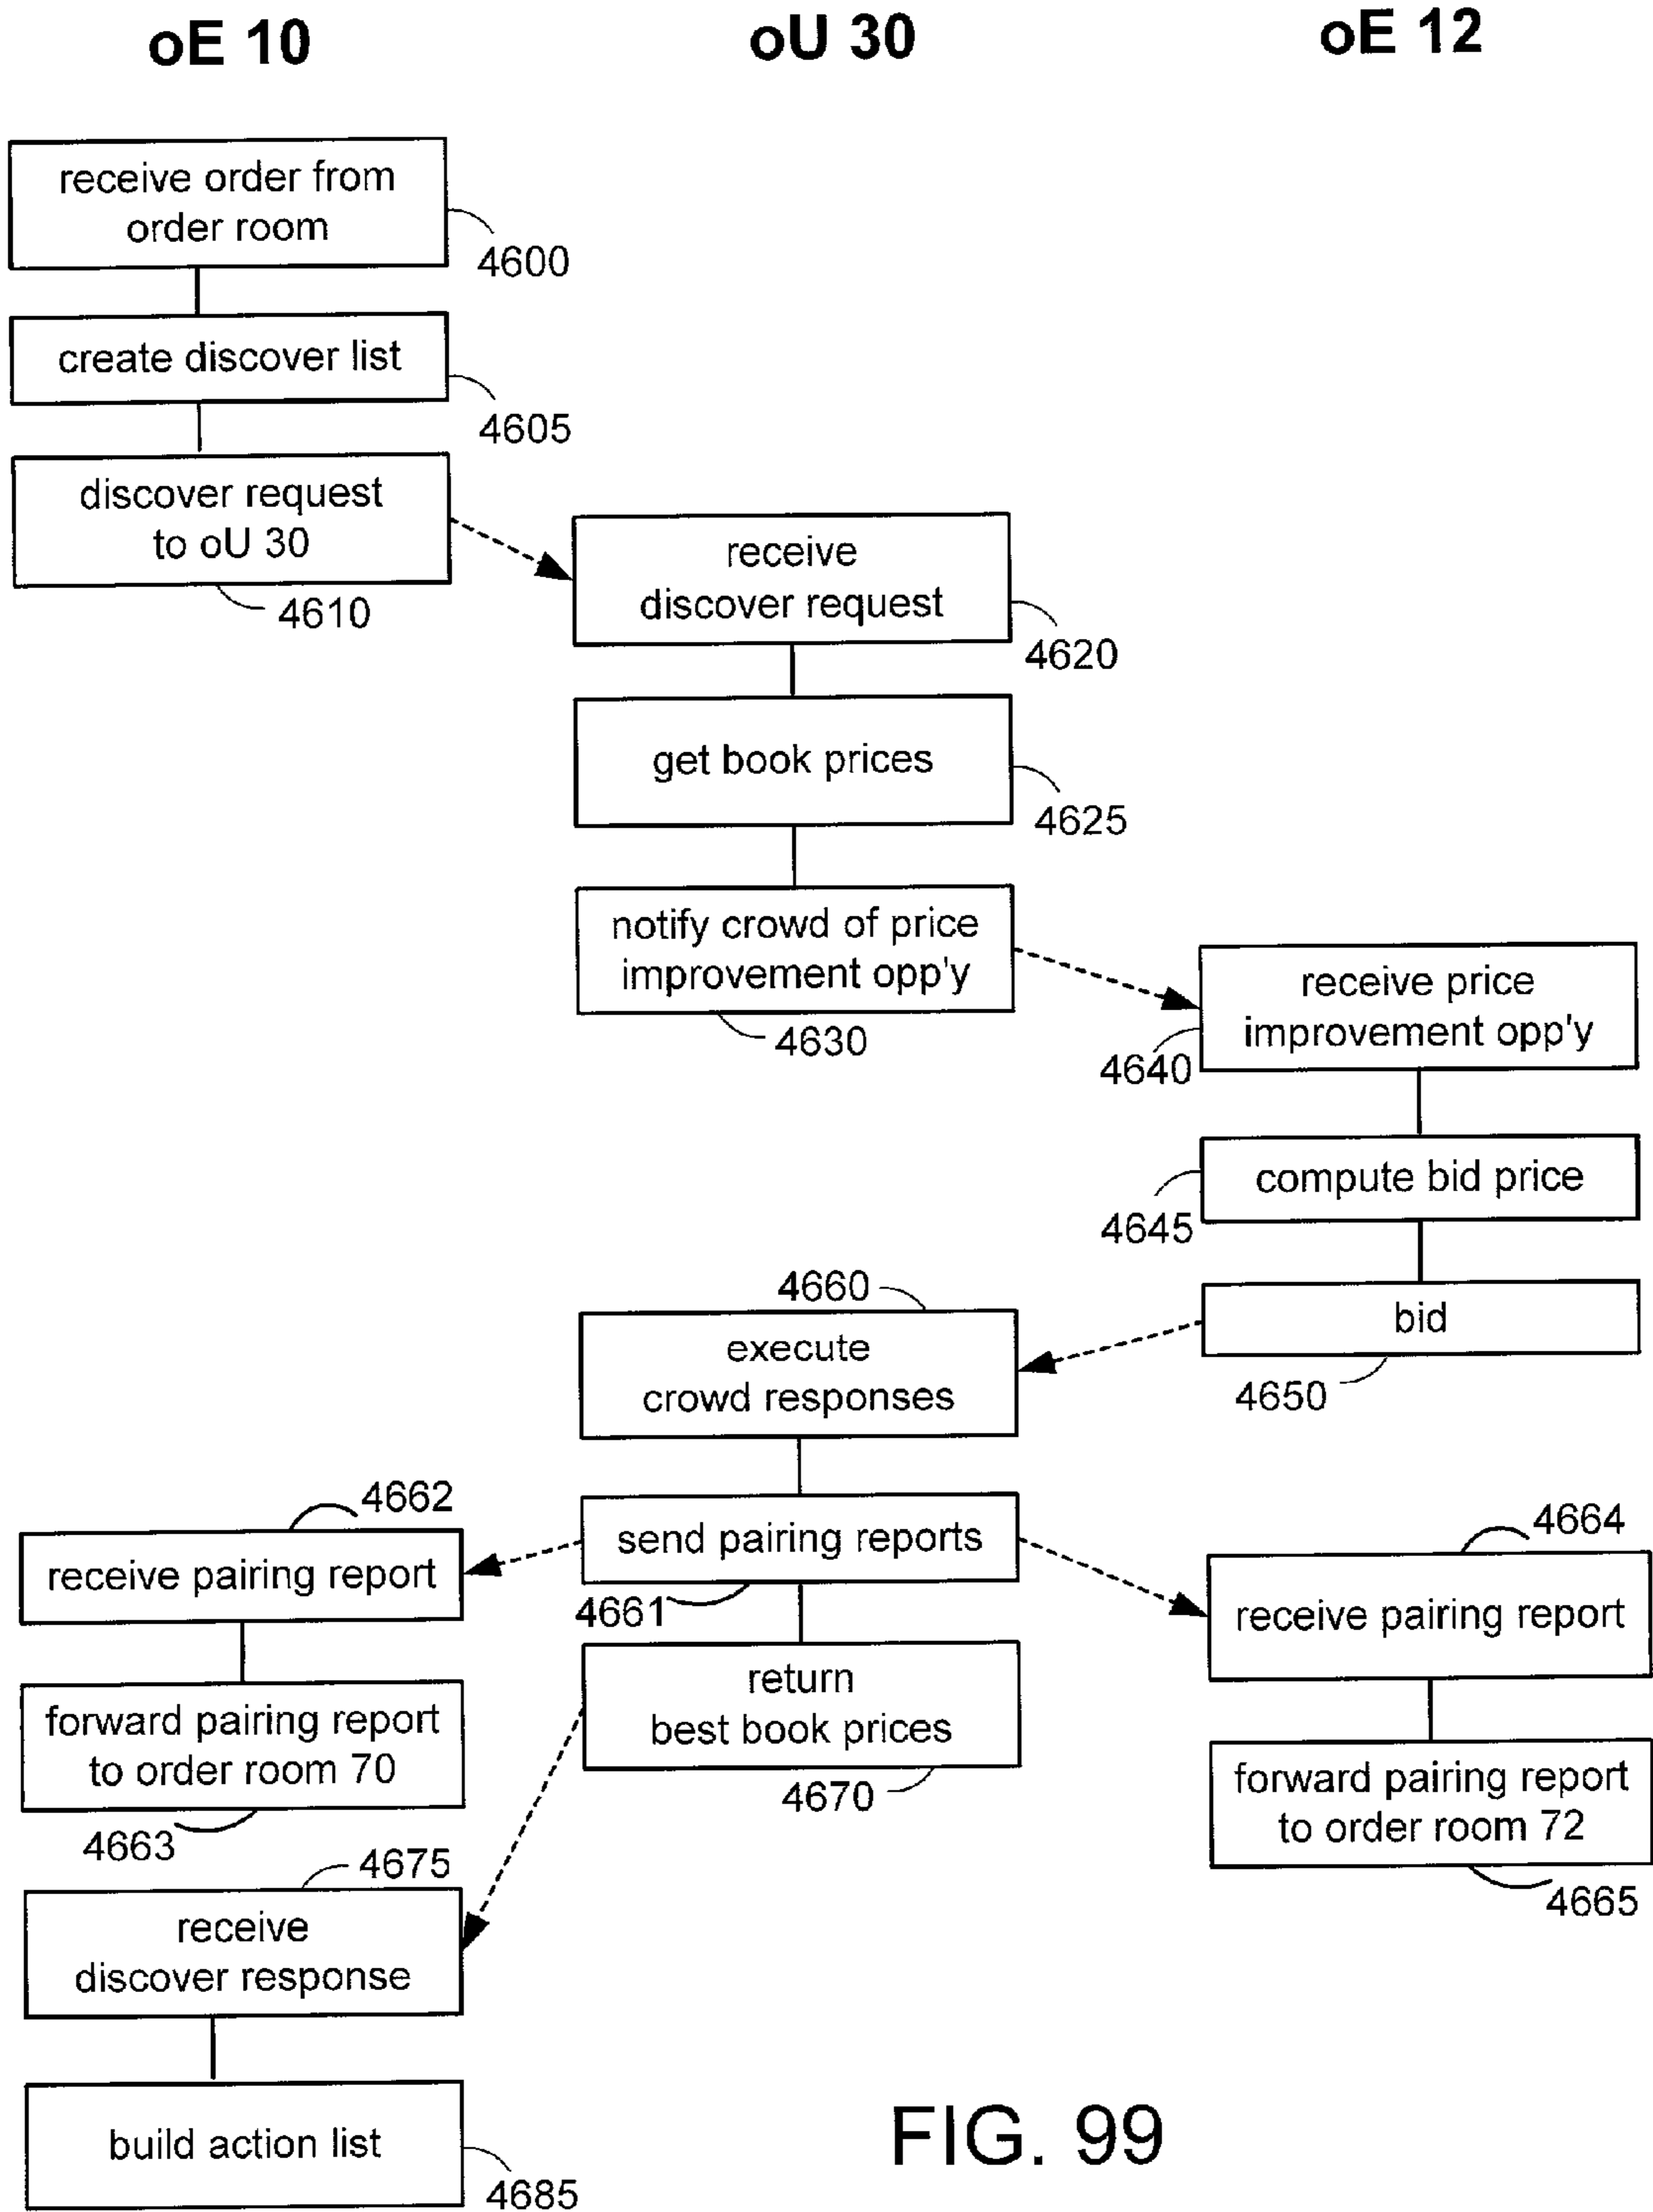 oE 10
oU 30
oE 12
receive order from
order room
4600
create discover list
4605
discover request
to oU 30
4610
receive
discover request
4620
get book prices
4625
notify crowd of price
improvement opp'y
4630
receive price
improvement opp'y
4640
compute bid price
4645
bid
4650
4660
execute
crowd responses
send pairing reports
4661
4662
receive pairing report
forward pairing report
to order room 70
4663
4664
receive pairing report
forward pairing report
to order room 72
4665
return
best book prices
4670
4675
receive
discover response
build action list
4685
FIG. 99